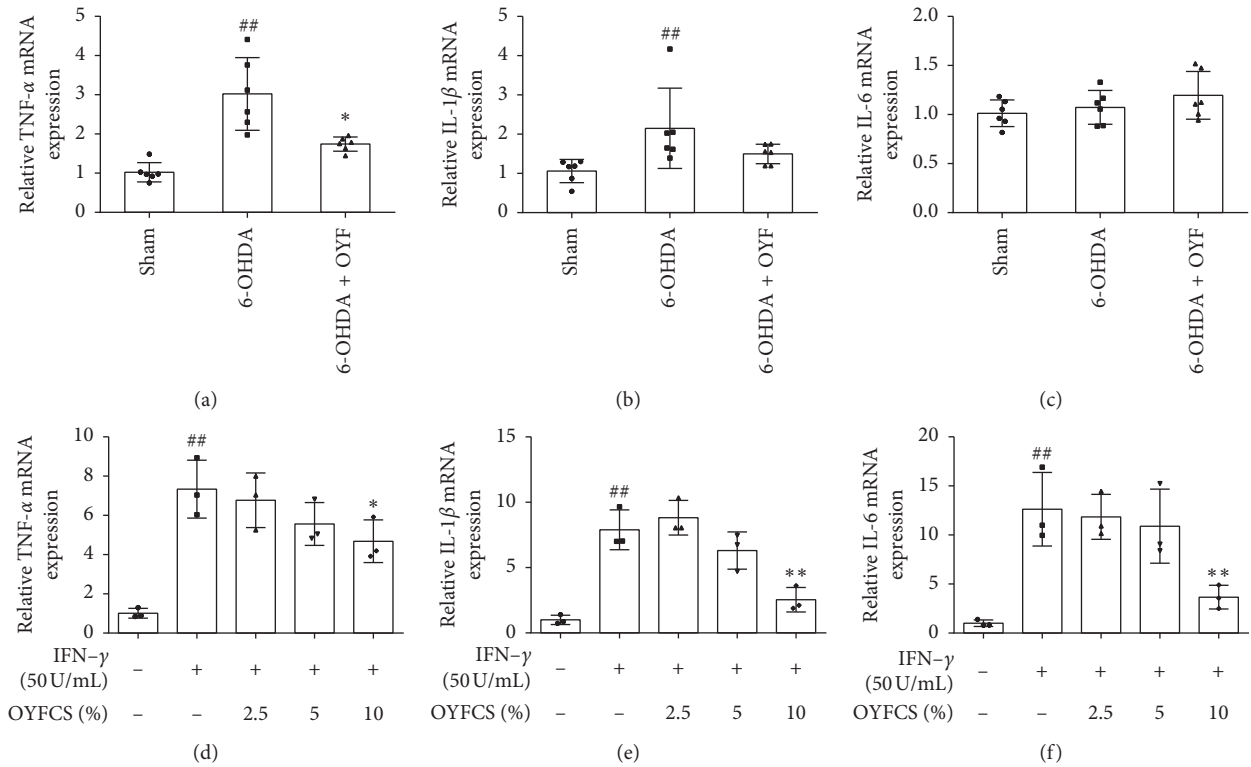 Relative TNF-α mRNA
expression
5
4
3
2
1
0
##
*
Sham
6-OHDA
6-OHDA + OYF
(a)
Relative IL-1β mRNA
expression
5
4
3
2
1
0
##
Sham
6-OHDA
6-OHDA + OYF
(b)
Relative IL-6 mRNA
expression
2.0
1.5
1.0
0.5
0.0
Sham
6-OHDA
6-OHDA + OYF
(c)
Relative TNF-α mRNA
expression
10
8
6
4
2
0
##
*
IFN–γ
(50 U/mL)
– + + + +
OYFCS (%) – – 2.5 5 10
(d)
Relative IL-1β mRNA
expression
15
10
5
0
##
**
IFN–γ
(50 U/mL)
– + + + +
OYFCS (%) – – 2.5 5 10
(e)
Relative IL-6 mRNA
expression
20
15
10
5
0
##
**
IFN–γ
(50 U/mL)
– + + + +
OYFCS (%) – – 2.5 5 10
(f)